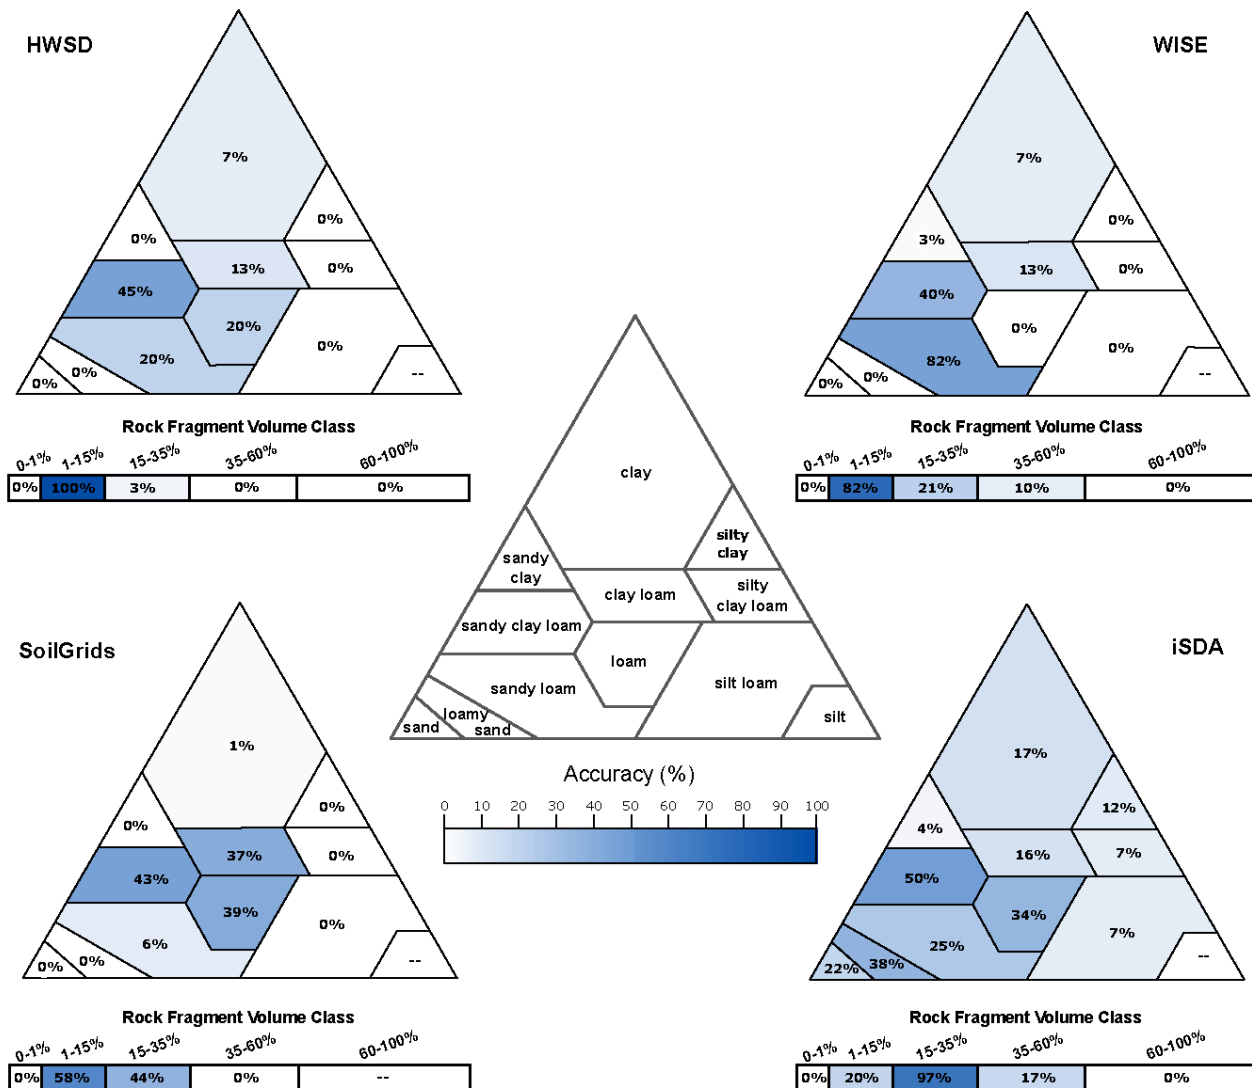 HWSD
7%
0%
0%
13%
0%
45%
20%
0%
20%
0%
0%
--
Rock Fragment Volume Class
0-1% 1-15% 15-35% 35-60% 60-100%
0% 100% 3% 0% 0%
WISE
7%
0%
3%
13%
0%
40%
0%
0%
82%
0%
0%
--
Rock Fragment Volume Class
0-1% 1-15% 15-35% 35-60% 60-100%
0% 82% 21% 10% 0%
clay
silty
clay
sandy
clay
clay loam
silty
clay loam
sandy clay loam
loam
sandy loam
silt loam
loamy
sand
sand
silt
Accuracy (%)
0 10 20 30 40 50 60 70 80 90 100
SoilGrids
1%
0%
0%
37%
0%
43%
39%
0%
6%
0%
0%
--
Rock Fragment Volume Class
0-1% 1-15% 15-35% 35-60% 60-100%
0% 58% 44% 0% --
iSDA
17%
12%
4%
16%
7%
50%
34%
7%
25%
38%
22%
--
Rock Fragment Volume Class
0-1% 1-15% 15-35% 35-60% 60-100%
0% 20% 97% 17% 0%